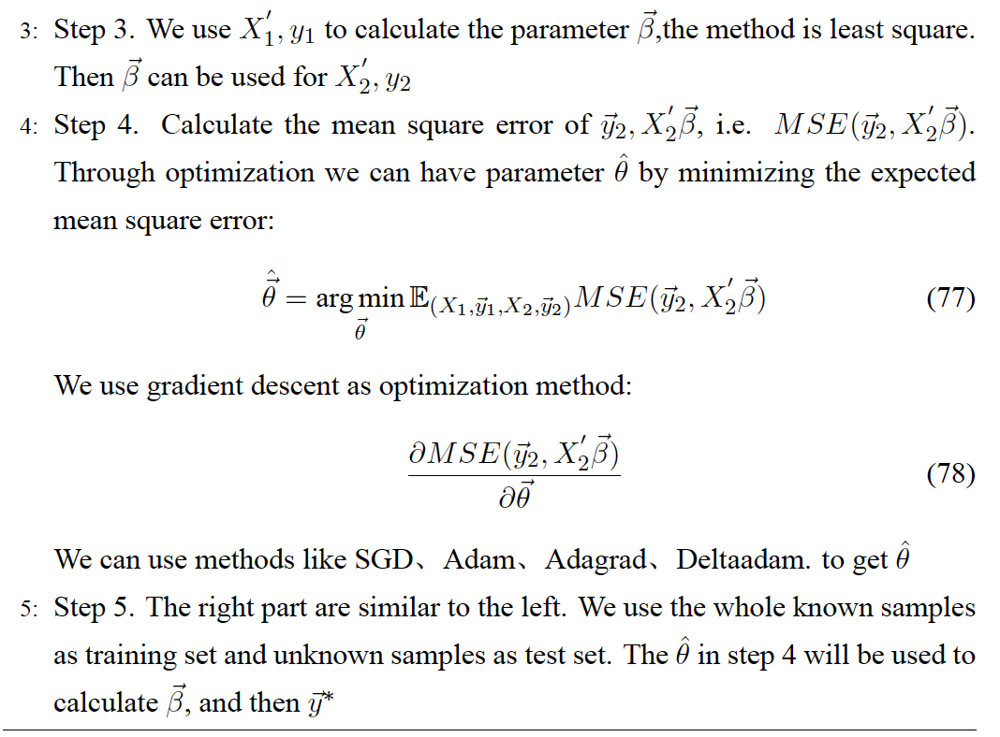 3: Step 3. We use $X_1^{'}, y_1$ to calculate the parameter $\vec{\beta}$,the method is least square.
Then $\vec{\beta}$ can be used for $X_2^{'}, y_2$
4: Step 4. Calculate the mean square error of $\vec{y}_2, X_2^{'}\vec{\beta}$, i.e. $MSE(\vec{y}_2, X_2^{'}\vec{\beta})$.
Through optimization we can have parameter $\hat{\theta}$ by minimizing the expected
mean square error:
$\hat{\vec{\theta}} = \arg\min_{\vec{\theta}} \mathbb{E}_{(X_1,\vec{y}_1,X_2,\vec{y}_2)} MSE(\vec{y}_2, X_2^{'}\vec{\beta})$ (77)
We use gradient descent as optimization method:
$\frac{\partial MSE(\vec{y}_2, X_2^{'}\vec{\beta})}{\partial \vec{\theta}}$ (78)
We can use methods like SGD、Adam、Adagrad、Deltaadam. to get $\hat{\theta}$
5: Step 5. The right part are similar to the left. We use the whole known samples
as training set and unknown samples as test set. The $\hat{\theta}$ in step 4 will be used to
calculate $\vec{\beta}$, and then $\vec{y}^*$